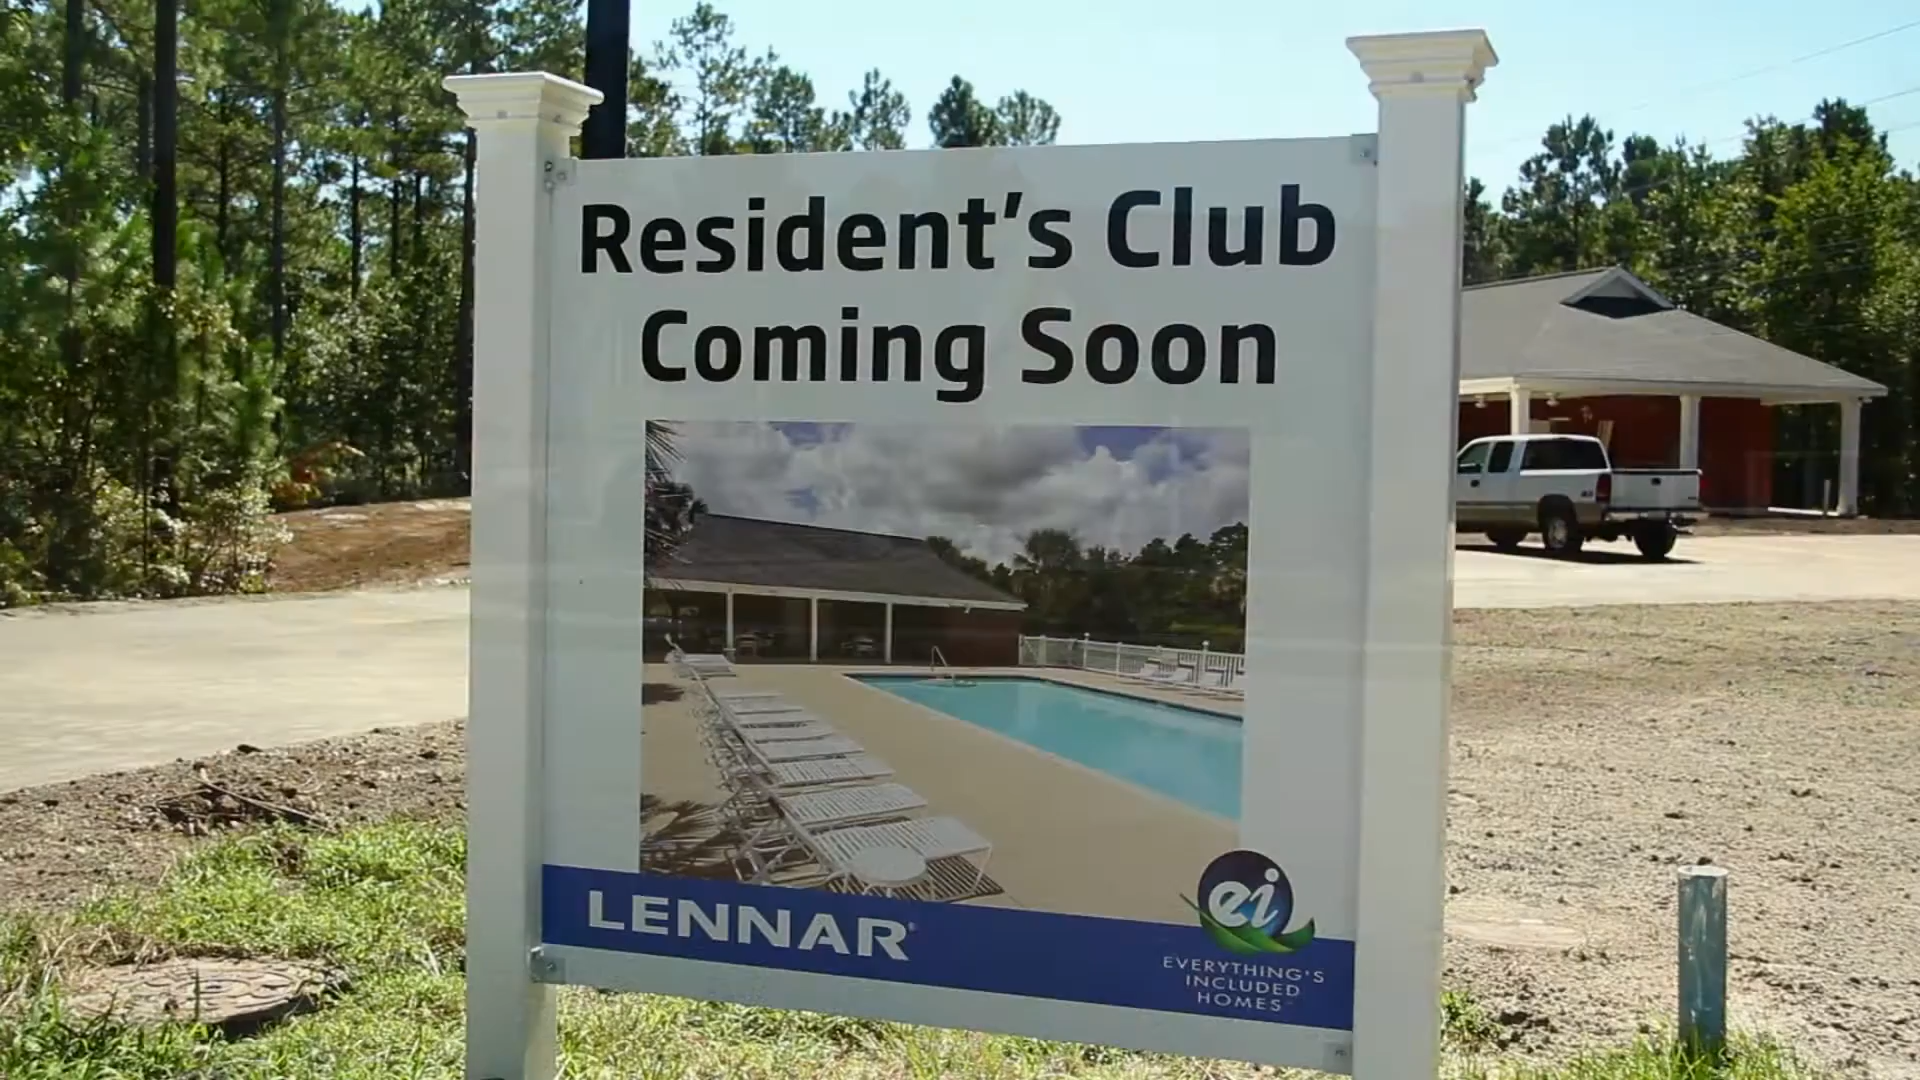 Resident's Club
Coming Soon
LENNAR®
ei
EVERYTHING'S
INCLUDED
HOMES